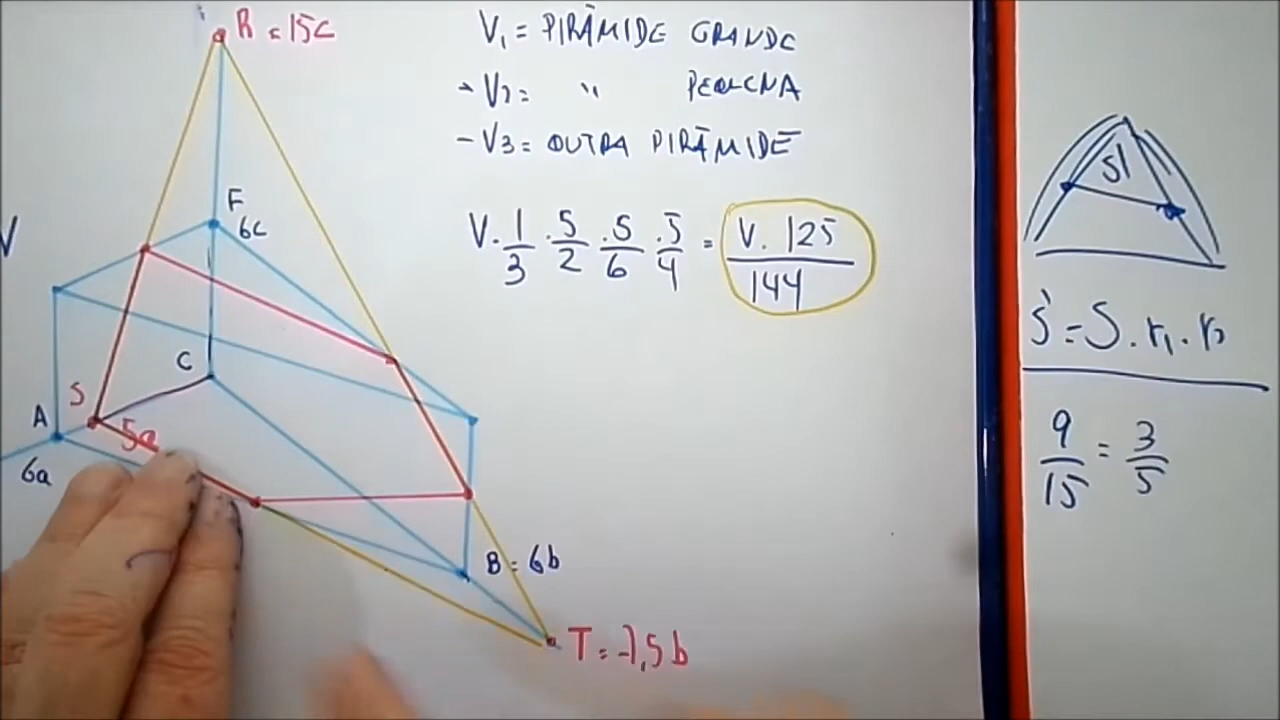 R = 15c
V₁ = PIRÂMIDE GRANDE
- V₂ = " PEQUENA
- V₃ = OUTRA PIRÂMIDE
F
6c
V
V · 1/3 · 5/2 · 5/6 · 5/4 = V · 125 / 144
S'
S' = S · r₁ · r₂
C
S
A
5a
6a
9/15 = 3/5
B = 6b
T = 7,5b